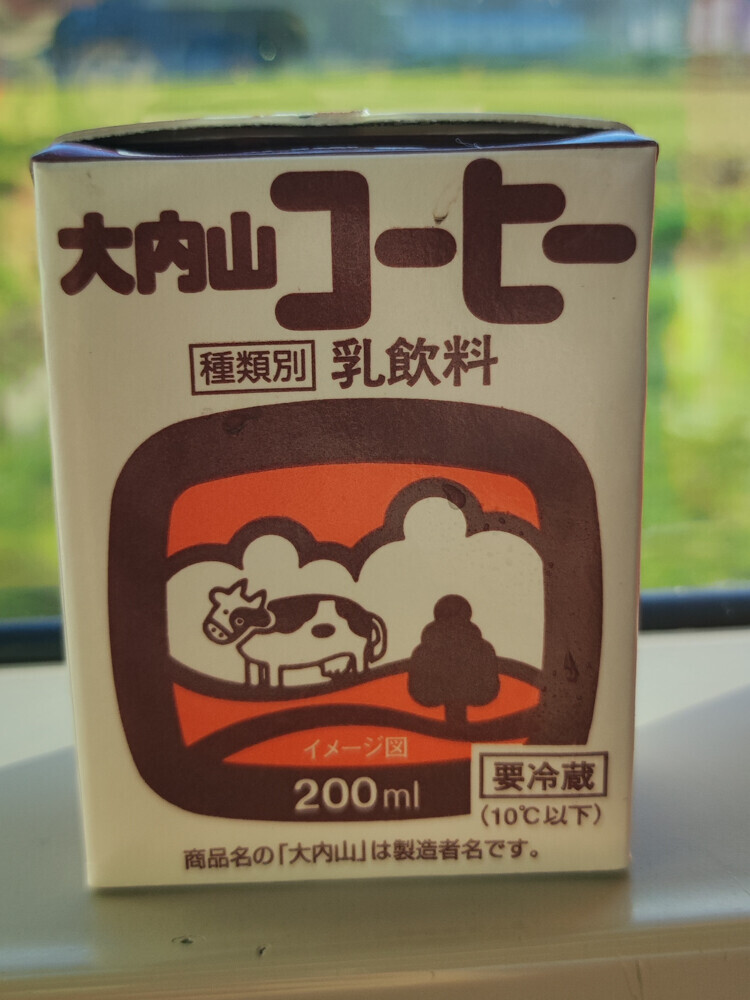 大内山コーヒー
種類別 乳飲料
イメージ図
200ml
要冷蔵
(10℃以下)
商品名の「大内山」は製造者名です。